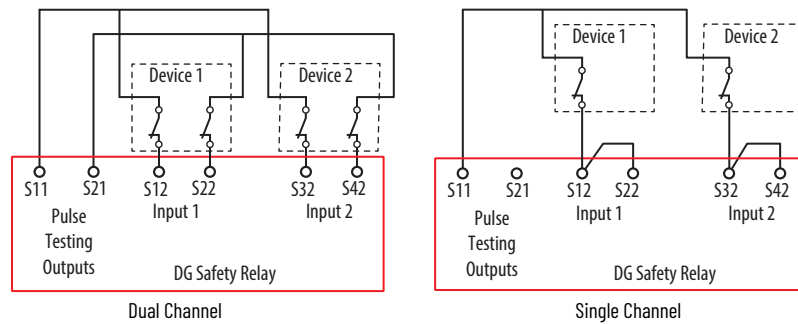 Device 1
Device 2
S11
S21
S12
S22
S32
S42
Input 1
Input 2
Pulse
Testing
Outputs
DG Safety Relay
Dual Channel
Device 1
Device 2
S11
S21
S12
S22
S32
S42
Input 1
Input 2
Pulse
Testing
Outputs
DG Safety Relay
Single Channel